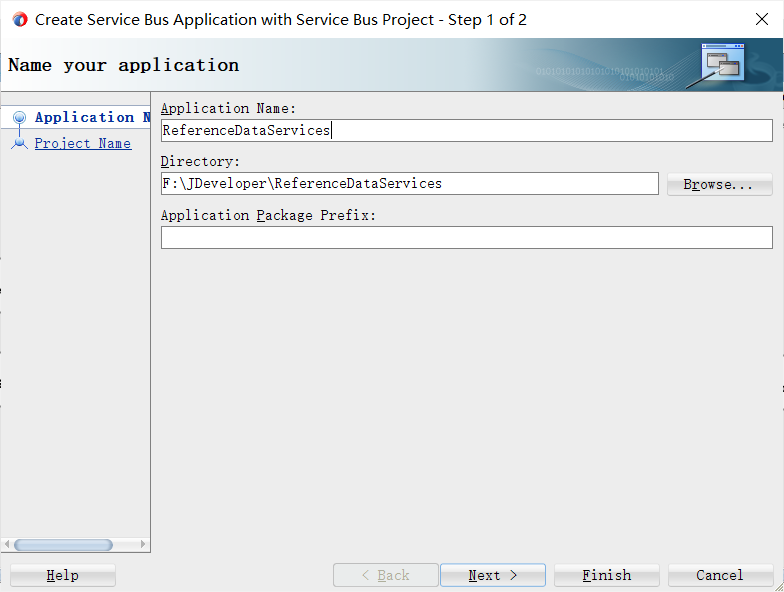 Create Service Bus Application with Service Bus Project - Step 1 of 2
Name your application
Application N
Project Name
Application Name:
ReferenceDataServices
Directory:
F:\JDeveloper\ReferenceDataServices
Browse...
Application Package Prefix:
Help
< Back
Next >
Finish
Cancel